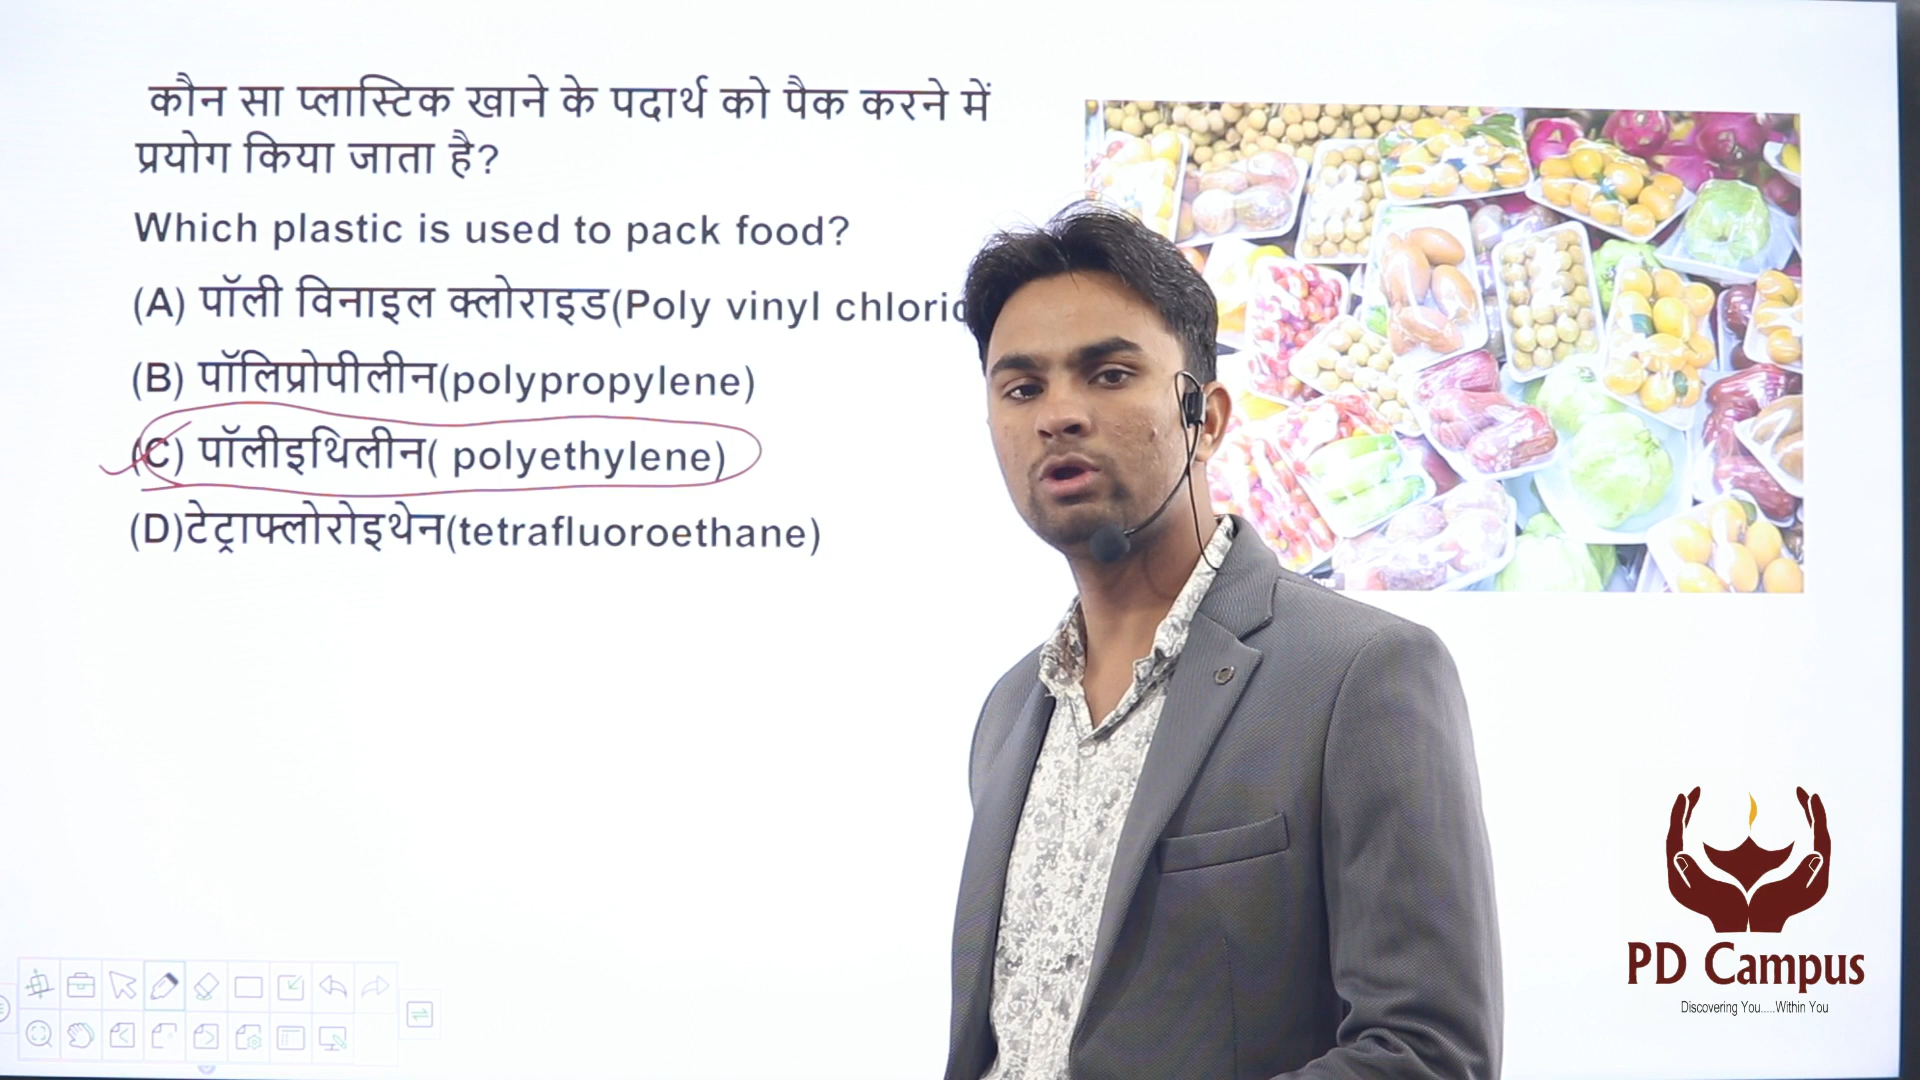 कौन सा प्लास्टिक खाने के पदार्थ को पैक करने में
प्रयोग किया जाता है?
Which plastic is used to pack food?
(A) पॉली विनाइल क्लोराइड(Poly vinyl
(B) पॉलिप्रोपीलीन(polypropylene)
(C) पॉलीइथिलीन( polyethylene)
(D)टेट्राफ्लोरोइथेन(tetrafluoroethane)
PD Campus
Discovering You.....Within You